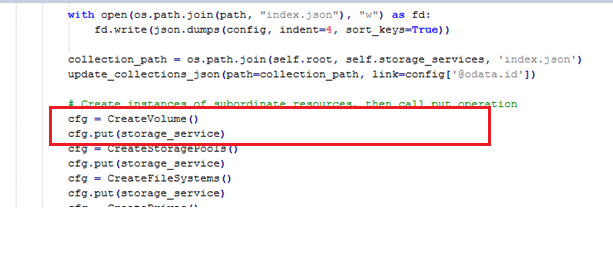 with open(os.path.join(path, "index.json"), "w") as fd:
fd.write(json.dumps(config, indent=4, sort_keys=True))
collection_path = os.path.join(self.root, self.storage_services, 'index.json')
update_collections_json(path=collection_path, link=config['@odata.id'])
# Create instances of subordinate resources, then call put operation
cfg = CreateVolume()
cfg.put(storage_service)
cfg = CreateStoragePools()
cfg.put(storage_service)
cfg = CreateFileSystems()
cfg.put(storage_service)